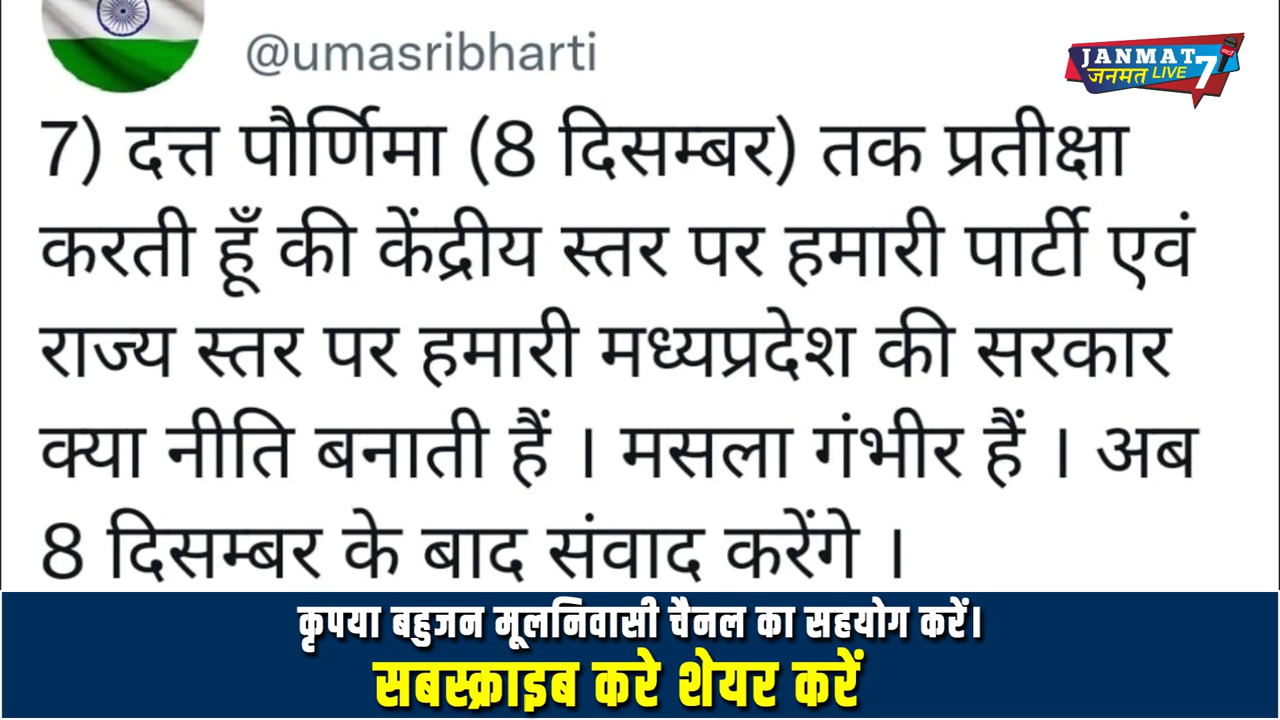 @umasribharti
JANMAT
जनमत LIVE 7
7) दत्त पौर्णिमा (8 दिसम्बर) तक प्रतीक्षा
करती हूँ की केंद्रीय स्तर पर हमारी पार्टी एवं
राज्य स्तर पर हमारी मध्यप्रदेश की सरकार
क्या नीति बनाती हैं । मसला गंभीर हैं । अब
8 दिसम्बर के बाद संवाद करेंगे ।
कृपया बहुजन मूलनिवासी चैनल का सहयोग करें।
सबस्क्राइब करे शेयर करें